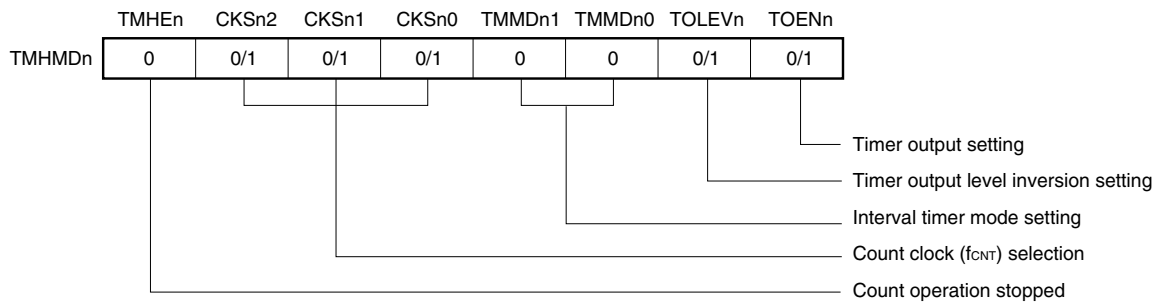 TMHEn CKSn2 CKSn1 CKSn0 TMMDn1 TMMDn0 TOLEVn TOENn
TMHMDn 0 0/1 0/1 0/1 0 0 0/1 0/1
Timer output setting
Timer output level inversion setting
Interval timer mode setting
Count clock (fCNT) selection
Count operation stopped